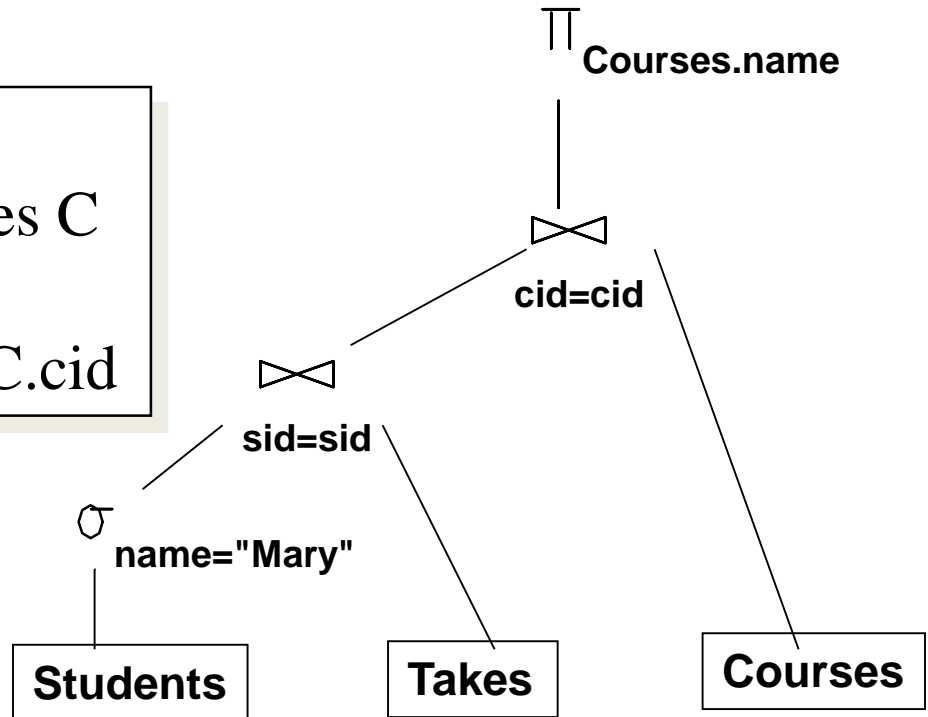 ∏ Courses.name
es C
⋈
cid=cid
C.cid
⋈
sid=sid
σ name="Mary"
Students
Takes
Courses